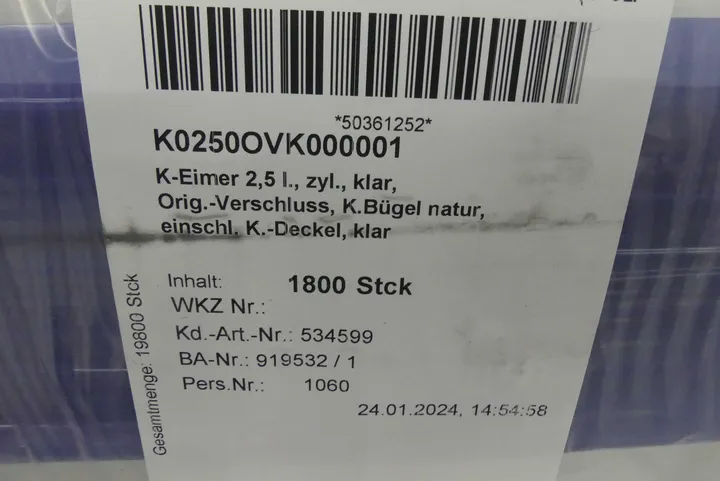 *50361252*
K0250OVK000001
K-Eimer 2,5 l., zyl., klar,
Orig.-Verschluss, K.Bügel natur,
einschl. K.-Deckel, klar
Inhalt: 1800 Stck
WKZ Nr.:
Kd.-Art.-Nr.: 534599
BA-Nr.: 919532 / 1
Pers.Nr.: 1060
24.01.2024, 14:54:58
Gesamtmenge: 19800 Stck